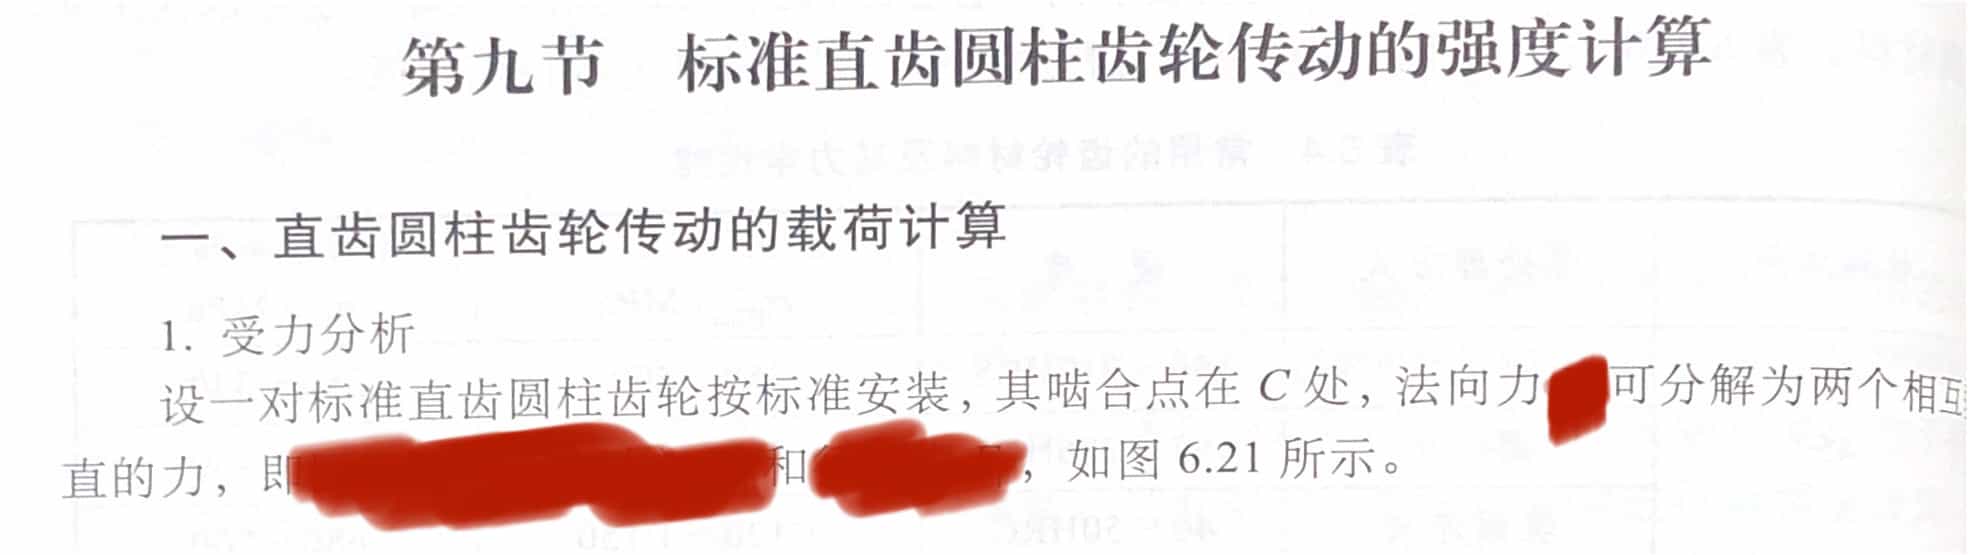 第九节 标准直齿圆柱齿轮传动的强度计算
一、直齿圆柱齿轮传动的载荷计算
1. 受力分析
设一对标准直齿圆柱齿轮按标准安装，其啮合点在 C 处，法向力可分解为两个相互
直的力，即和，如图 6.21 所示。